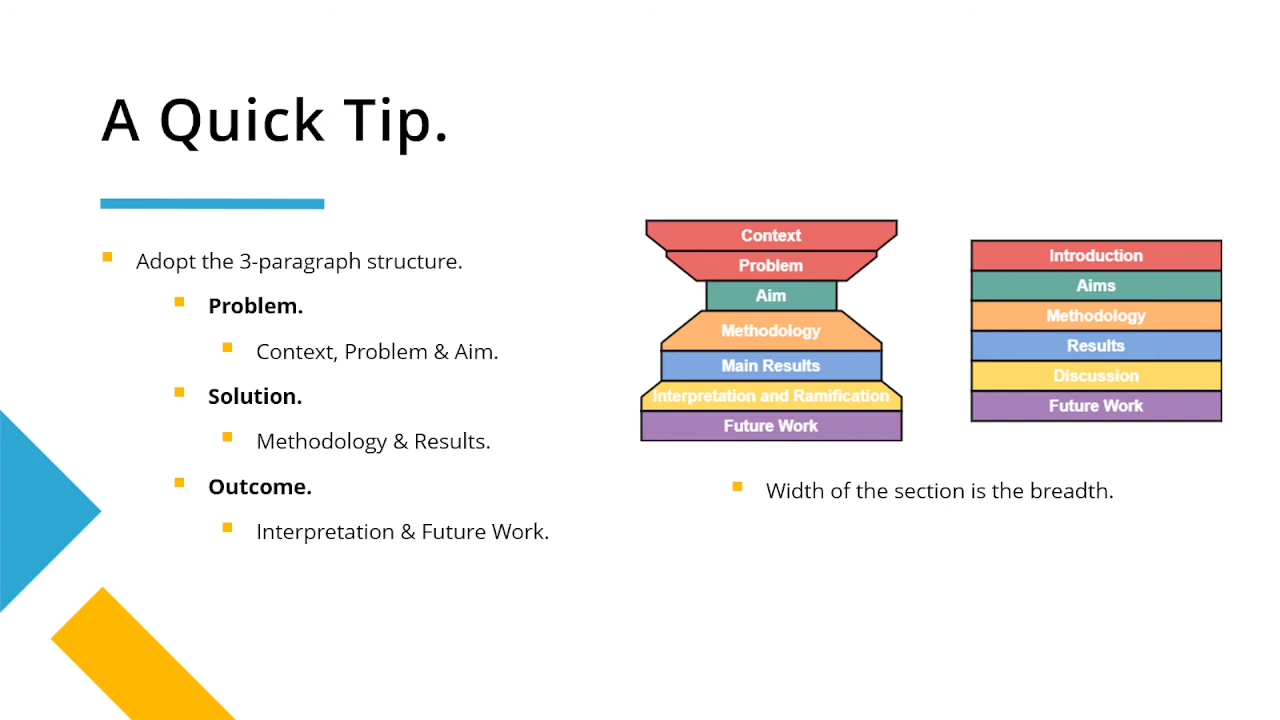 A Quick Tip.
Adopt the 3-paragraph structure.
Problem.
Context, Problem & Aim.
Solution.
Methodology & Results.
Outcome.
Interpretation & Future Work.
Context
Problem
Aim
Methodology
Main Results
Interpretation and Ramification
Future Work
Introduction
Aims
Methodology
Results
Discussion
Future Work
Width of the section is the breadth.